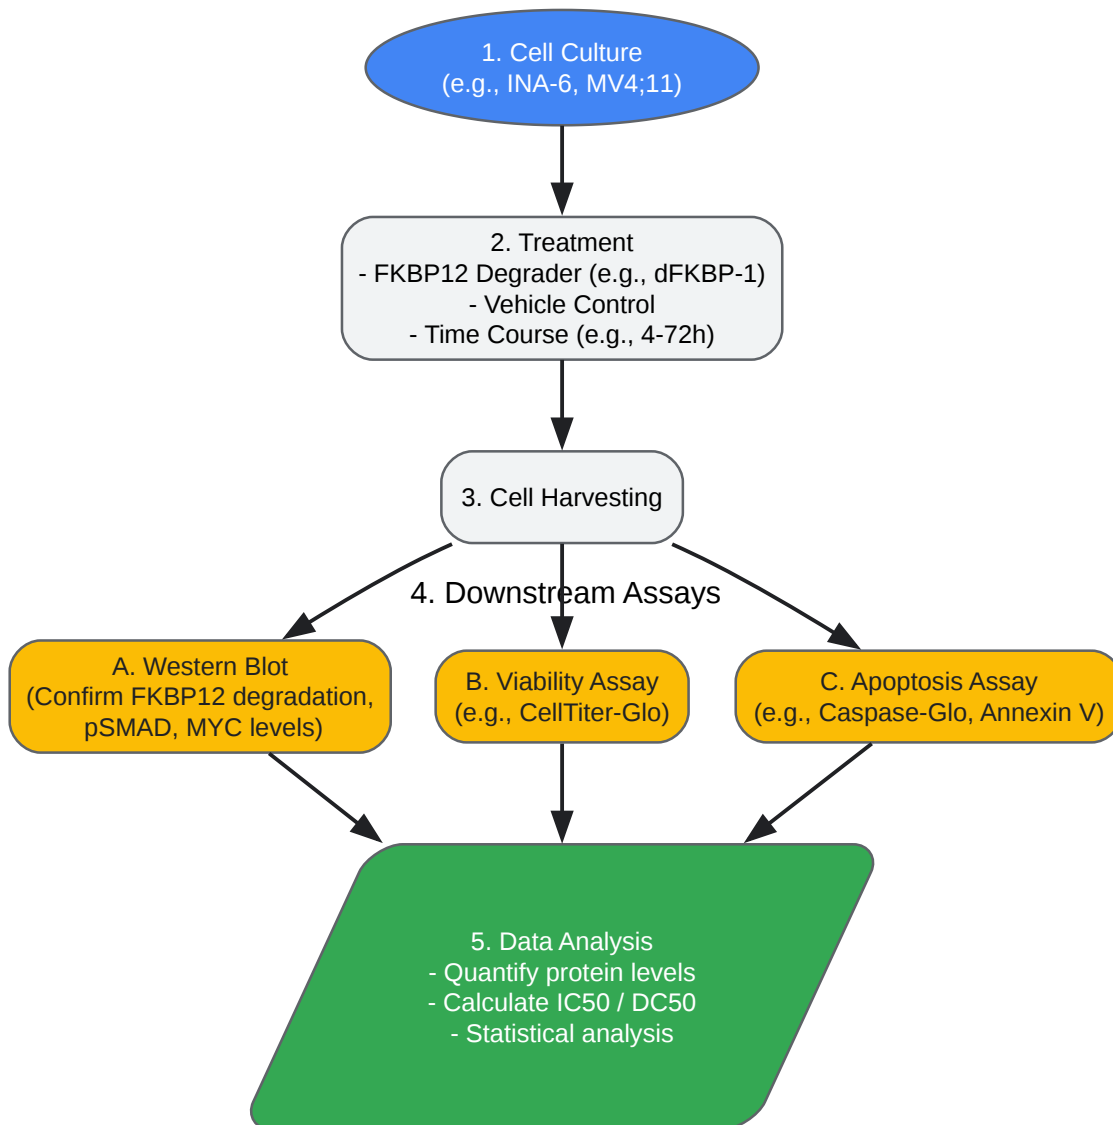 1. Cell Culture
(e.g., INA-6, MV4;11)
2. Treatment
- FKBP12 Degrader (e.g., dFKBP-1)
- Vehicle Control
- Time Course (e.g., 4-72h)
3. Cell Harvesting
4. Downstream Assays
A. Western Blot
(Confirm FKBP12 degradation,
pSMAD, MYC levels)
B. Viability Assay
(e.g., CellTiter-Glo)
C. Apoptosis Assay
(e.g., Caspase-Glo, Annexin V)
5. Data Analysis
- Quantify protein levels
- Calculate IC50 / DC50
- Statistical analysis